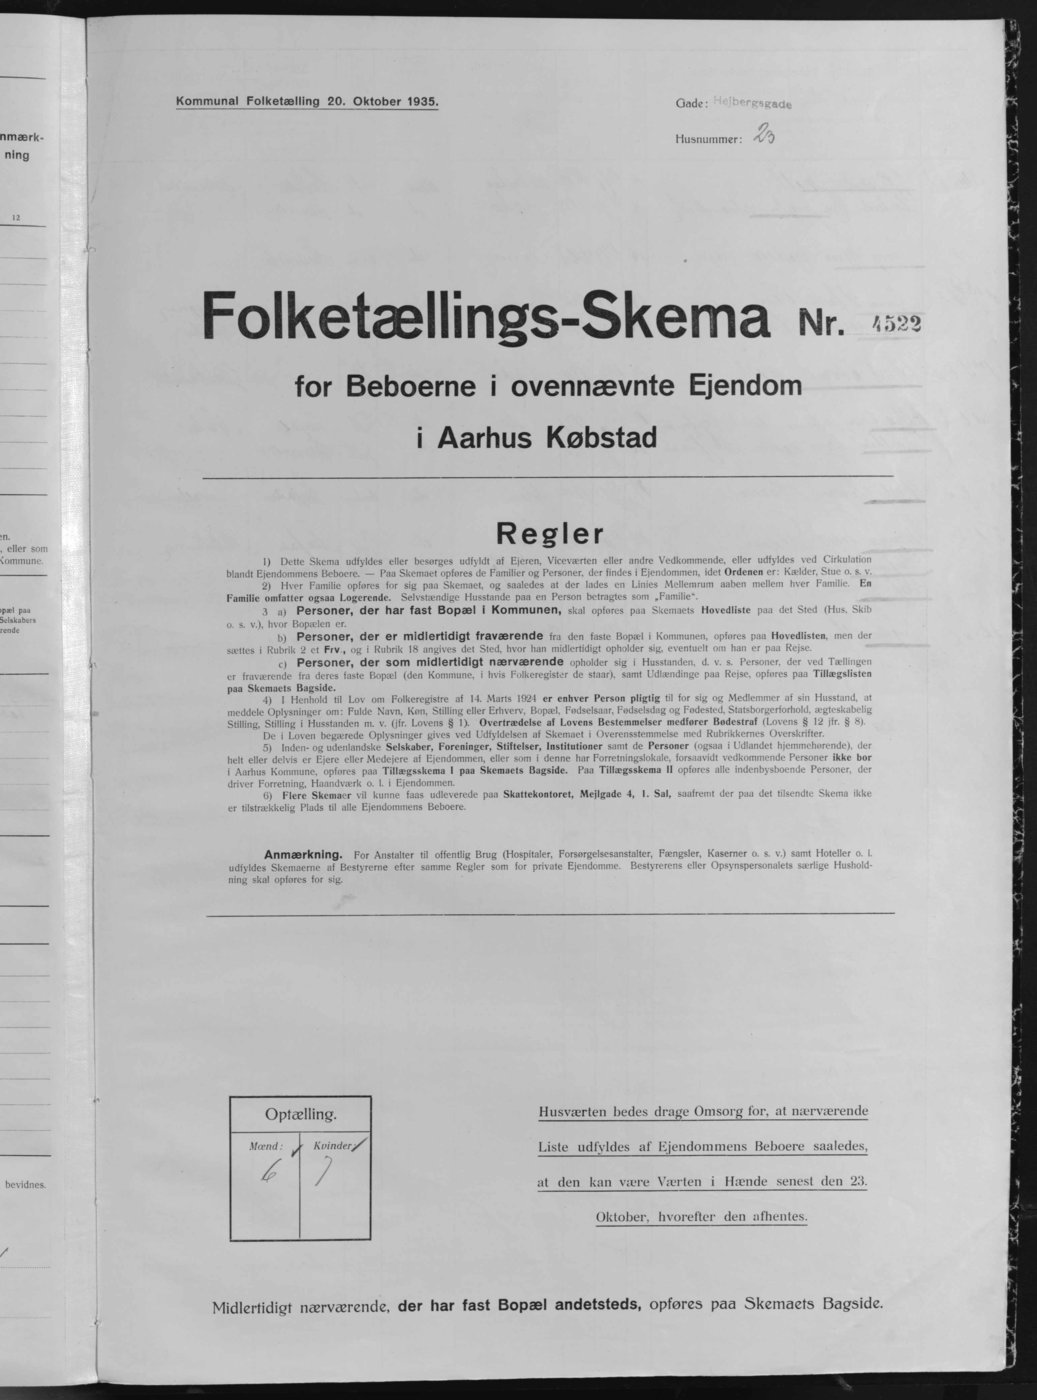 nmærk-
ning
12
en.
, eller som
Kommune.
opæl paa
Selskabers
rende
bevidnes.
Kommunal Folketælling 20. Oktober 1935.
Gade: Hejbergsgade
Husnummer: 23
Folketællings-Skema Nr. 4522
for Beboerne i ovennævnte Ejendom
i Aarhus Købstad
Regler
1) Dette Skema udfyldes eller besørges udfyldt af Ejeren, Viceværten eller andre Vedkommende, eller udfyldes ved Cirkulation
blandt Ejendommens Beboere. — Paa Skemaet opføres de Familier og Personer, der findes i Ejendommen, idet Ordenen er: Kælder, Stue o. s. v.
2) Hver Familie opføres for sig paa Skemaet, og saaledes at der lades en Linies Mellemrum aaben mellem hver Familie. En
Familie omfatter ogsaa Logerende. Selvstændige Husstande paa en Person betragtes som „Familie“.
3 a) Personer, der har fast Bopæl i Kommunen, skal opføres paa Skemaets Hovedliste paa det Sted (Hus, Skib
o. s. v.), hvor Bopælen er.
b) Personer, der er midlertidigt fraværende fra den faste Bopæl i Kommunen, opføres paa Hovedlisten, men der
sættes i Rubrik 2 et Frv., og i Rubrik 18 angives det Sted, hvor han midlertidigt opholder sig, eventuelt om han er paa Rejse.
c) Personer, der som midlertidigt nærværende opholder sig i Husstanden, d. v. s. Personer, der ved Tællingen
er fraværende fra deres faste Bopæl (den Kommune, i hvis Folkeregister de staar), samt Udlændinge paa Rejse, opføres paa Tillægslisten
paa Skemaets Bagside.
4) I Henhold til Lov om Folkeregistre af 14. Marts 1924 er enhver Person pligtig til for sig og Medlemmer af sin Husstand, at
meddele Oplysninger om: Fulde Navn, Køn, Stilling eller Erhverv, Bopæl, Fødselsaar, Fødselsdag og Fødested, Statsborgerforhold, ægteskabelig
Stilling, Stilling i Husstanden m. v. (jfr. Lovens § 1). Overtrædelse af Lovens Bestemmelser medfører Bødestraf (Lovens § 12 jfr. § 8).
De i Loven begærede Oplysninger gives ved Udfyldelsen af Skemaet i Overensstemmelse med Rubrikkernes Overskrifter.
5) Inden- og udenlandske Selskaber, Foreninger, Stiftelser, Institutioner samt de Personer (ogsaa i Udlandet hjemmehørende), der
helt eller delvis er Ejere eller Medejere af Ejendommen, eller som i denne har Forretningslokale, forsaavidt vedkommende Personer ikke bor
i Aarhus Kommune, opføres paa Tillægsskema I paa Skemaets Bagside. Paa Tillægsskema II opføres alle indenbysboende Personer, der
driver Forretning, Haandværk o. l. i Ejendommen.
6) Flere Skemaer vil kunne faas udleverede paa Skattekontoret, Mejlgade 4, 1. Sal, saafremt der paa det tilsendte Skema ikke
er tilstrækkelig Plads til alle Ejendommens Beboere.
Anmærkning. For Anstalter til offentlig Brug (Hospitaler, Forsørgelsesanstalter, Fængsler, Kaserner o. s. v.) samt Hoteller o. l.
udfyldes Skemaerne af Bestyrerne efter samme Regler som for private Ejendomme. Bestyrerens eller Opsynspersonalets særlige Hushold-
ning skal opføres for sig.
Optælling.
Mænd: Kvinder:
6 7
Husværten bedes drage Omsorg for, at nærværende
Liste udfyldes af Ejendommens Beboere saaledes,
at den kan være Værten i Hænde senest den 23.
Oktober, hvorefter den afhentes.
Midlertidigt nærværende, der har fast Bopæl andetsteds, opføres paa Skemaets Bagside.